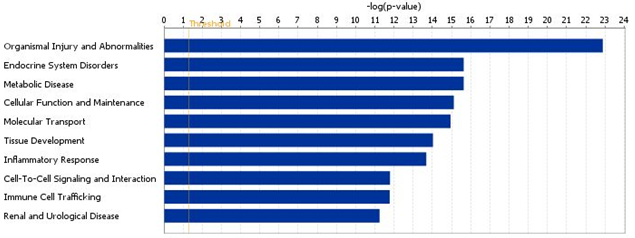 -log(p-value)
0 1 2 3 4 5 6 7 8 9 10 11 12 13 14 15 16 17 18 19 20 21 22 23 24
Threshold
Organismal Injury and Abnormalities
Endocrine System Disorders
Metabolic Disease
Cellular Function and Maintenance
Molecular Transport
Tissue Development
Inflammatory Response
Cell-To-Cell Signaling and Interaction
Immune Cell Trafficking
Renal and Urological Disease